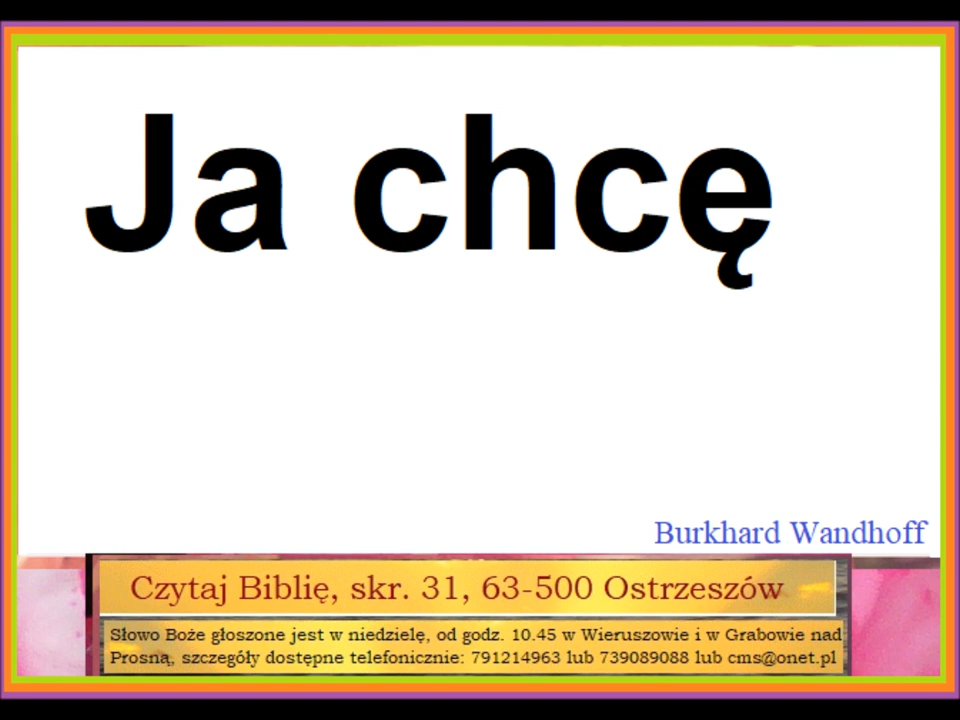 Ja chcę
Burkhard Wandhoff
Czytaj Biblię, skr. 31, 63-500 Ostrzeszów
Słowo Boże głoszone jest w niedzielę, od godz. 10.45 w Wieruszowie i w Grabowie nad
Prosną, szczegóły dostępne telefonicznie: 791214963 lub 739089088 lub cms@onet.pl